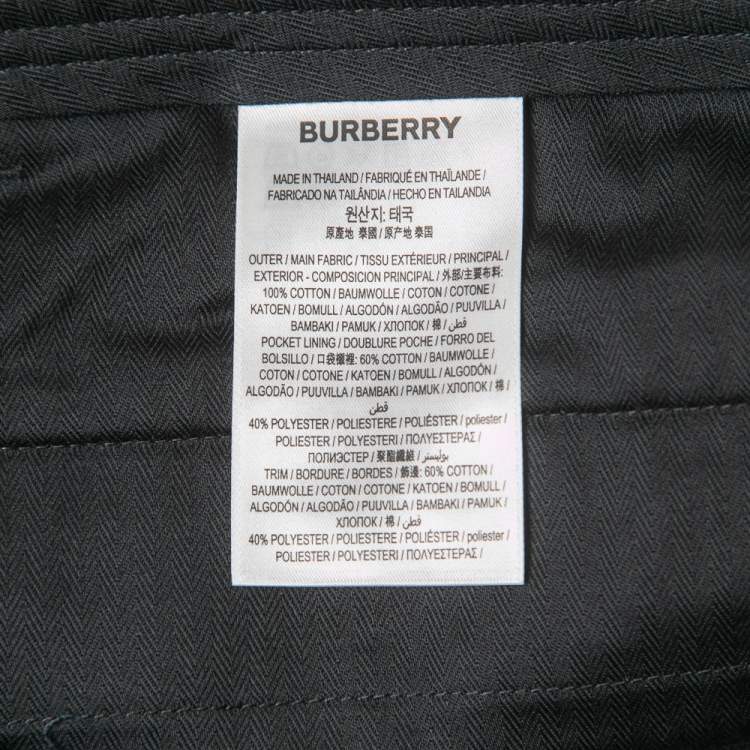 BURBERRY
MADE IN THAILAND / FABRIQUÉ EN THAÏLANDE /
FABRICADO NA TAILÂNDIA / HECHO EN TAILANDIA
원산지: 태국
原產地 泰國 / 原产地 泰国
OUTER / MAIN FABRIC / TISSU EXTÉRIEUR / PRINCIPAL /
EXTERIOR - COMPOSICION PRINCIPAL / 外部/主要布料:
100% COTTON / BAUMWOLLE / COTON / COTONE /
KATOEN / BOMULL / ALGODÓN / ALGODÃO / PUUVILLA /
BAMBAKI / PAMUK / ХЛОПОК / 棉 / قطن
POCKET LINING / DOUBLURE POCHE / FORRO DEL
BOLSILLO / 口袋襯裡: 60% COTTON / BAUMWOLLE /
COTON / COTONE / KATOEN / BOMULL / ALGODÓN /
ALGODÃO / PUUVILLA / BAMBAKI / PAMUK / ХЛОПОК / 棉 /
قطن
40% POLYESTER / POLIESTERE / POLIÉSTER / poliester /
POLIESTER / POLYESTERI / ΠΟΛΥΕΣΤΕΡΑΣ /
ПОЛИЭСТЕР / 聚酯纖維 / بوليستر
TRIM / BORDURE / BORDES / 飾邊: 60% COTTON /
BAUMWOLLE / COTON / COTONE / KATOEN / BOMULL /
ALGODÓN / ALGODÃO / PUUVILLA / BAMBAKI / PAMUK /
ХЛОПОК / 棉 / قطن
40% POLYESTER / POLIESTERE / POLIÉSTER / poliester /
POLIESTER / POLYESTERI / ΠΟΛΥΕΣΤΕΡΑΣ /